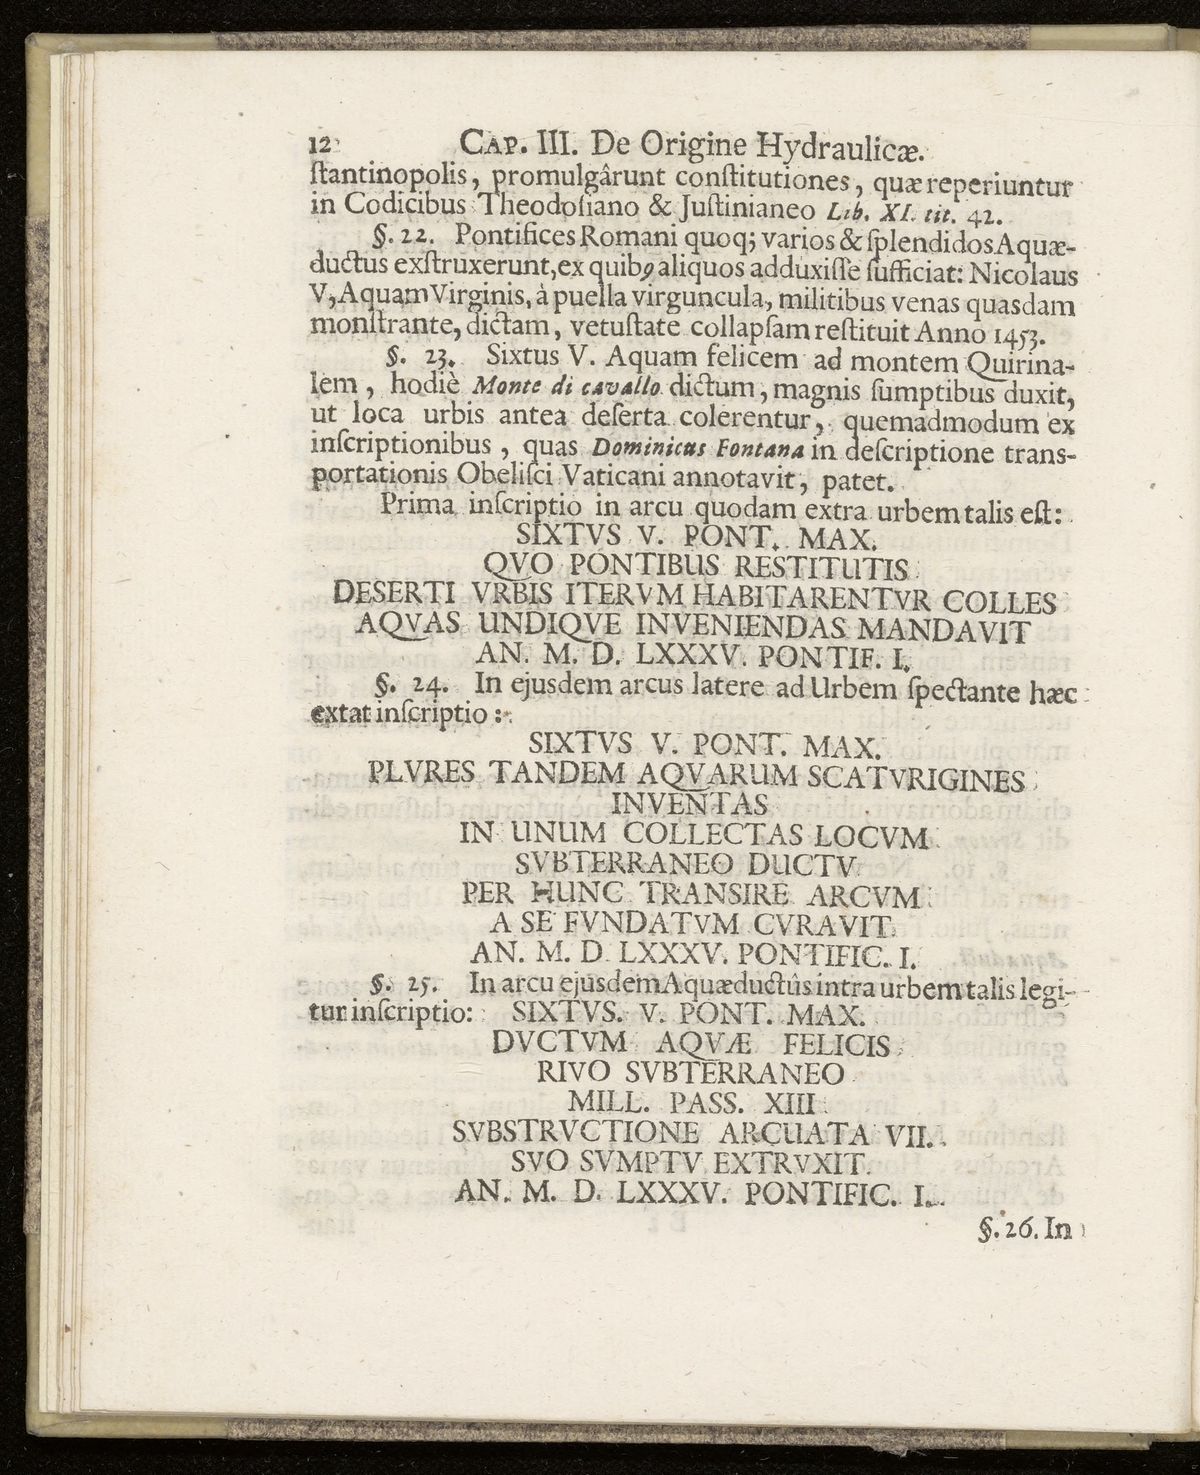 12 CAP. III. De Origine Hydraulicæ.
ſtantinopolis, promulgârunt conſtitutiones, quæ reperiuntur
in Codicibus Theodoſiano & Juſtinianeo Lib. XI. tit. 42.
§. 22. Pontifices Romani quoq; varios & ſplendidos Aquæ-
ductus exſtruxerunt, ex quibꝰ aliquos adduxiſſe ſufficiat: Nicolaus
V, Aquam Virginis, â puella virguncula, militibus venas quasdam
monſtrante, dictam, vetuſtate collapſam reſtituit Anno 1453.
§. 23. Sixtus V. Aquam felicem ad montem Quirina-
lem, hodiè Monte di cavallo dictum, magnis ſumptibus duxit,
ut loca urbis antea deſerta colerentur, quemadmodum ex
inſcriptionibus, quas Dominicus Fontana in deſcriptione trans-
portationis Obeliſci Vaticani annotavit, patet.
Prima inſcriptio in arcu quodam extra urbem talis eſt:
SIXTVS V. PONT. MAX.
QVO PONTIBUS RESTITUTIS
DESERTI VRBIS ITERVM HABITARENTVR COLLES
AQVAS UNDIQVE INVENIENDAS MANDAVIT
AN. M. D. LXXXV. PONTIF. I.
§. 24. In ejusdem arcus latere ad Urbem ſpectante hæc
extat inſcriptio:
SIXTVS V. PONT. MAX.
PLVRES TANDEM AQVARUM SCATVRIGINES
INVENTAS
IN UNUM COLLECTAS LOCVM
SVBTERRANEO DUCTV
PER HUNC TRANSIRE ARCVM
A SE FVNDATVM CVRAVIT
AN. M. D. LXXXV. PONTIFIC. I.
§. 25. In arcu ejusdem Aquæductûs intra urbem talis legi-
tur inſcriptio: SIXTVS. V. PONT. MAX.
DVCTVM AQVÆ FELICIS
RIVO SVBTERRANEO
MILL. PASS. XIII
SVBSTRVCTIONE ARCUATA VII.
SVO SVMPTV EXTRVXIT.
AN. M. D. LXXXV. PONTIFIC. I.
§. 26. In